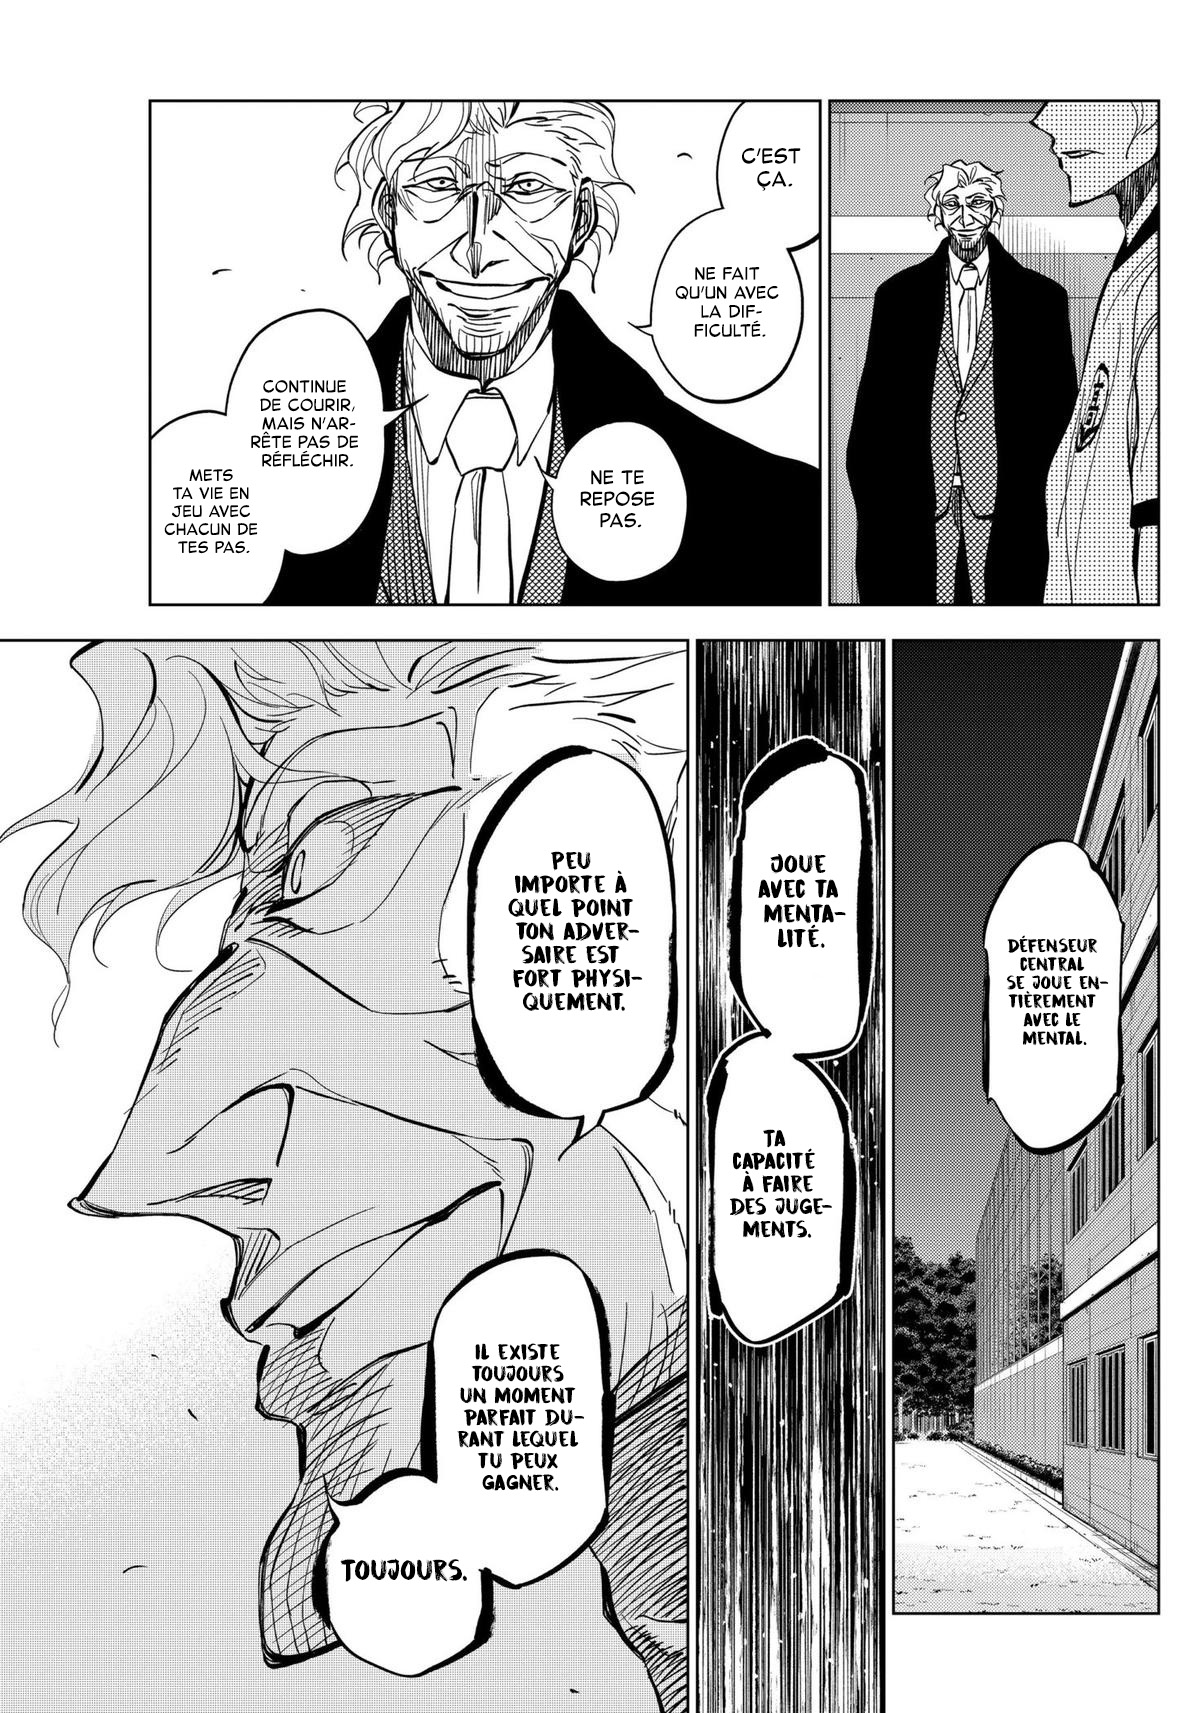 C'EST
ÇA.
NE FAIT
QU'UN AVEC
LA DIF-
FICULTÉ.
NE TE
REPOSE
PAS.
CONTINUE
DE COURIR,
MAIS N'AR-
RÊTE PAS DE
RÉFLÉCHIR.
METS
TA VIE EN
JEU AVEC
CHACUN DE
TES PAS.
DÉFENSEUR
CENTRAL
SE JOUE EN-
TIÈREMENT
AVEC LE
MENTAL.
JOUE
AVEC TA
MENTA-
LITÉ.
TA
CAPACITÉ
À FAIRE
DES JUGE-
MENTS.
PEU
IMPORTE À
QUEL POINT
TON ADVER-
SAIRE EST
FORT PHYSI-
QUEMENT.
IL EXISTE
TOUJOURS
UN MOMENT
PARFAIT DU-
RANT LEQUEL
TU PEUX
GAGNER.
TOUJOURS.